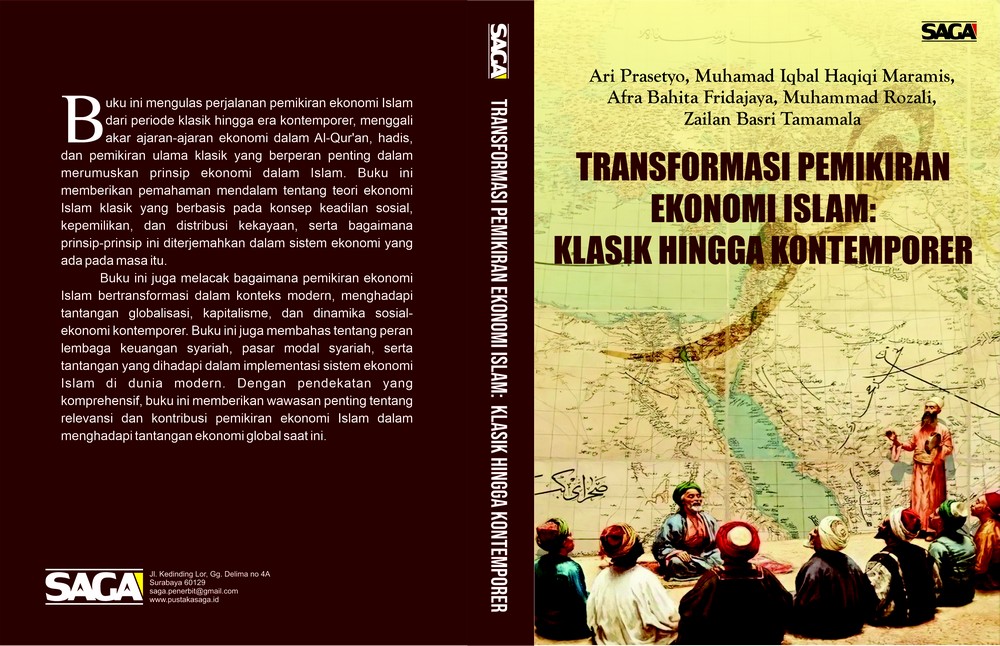 Buku ini mengulas perjalanan pemikiran ekonomi Islam
dari periode klasik hingga era kontemporer, menggali
akar ajaran-ajaran ekonomi dalam Al-Qur'an, hadis,
dan pemikiran ulama klasik yang berperan penting dalam
merumuskan prinsip ekonomi dalam Islam. Buku ini
memberikan pemahaman mendalam tentang teori ekonomi
Islam klasik yang berbasis pada konsep keadilan sosial,
kepemilikan, dan distribusi kekayaan, serta bagaimana
prinsip-prinsip ini diterjemahkan dalam sistem ekonomi yang
ada pada masa itu.
Buku ini juga melacak bagaimana pemikiran ekonomi
Islam bertransformasi dalam konteks modern, menghadapi
tantangan globalisasi, kapitalisme, dan dinamika sosial-
ekonomi kontemporer. Buku ini juga membahas tentang peran
lembaga keuangan syariah, pasar modal syariah, serta
tantangan yang dihadapi dalam implementasi sistem ekonomi
Islam di dunia modern. Dengan pendekatan yang
komprehensif, buku ini memberikan wawasan penting tentang
relevansi dan kontribusi pemikiran ekonomi Islam dalam
menghadapi tantangan ekonomi global saat ini.
SAGA
Jl. Kedinding Lor, Gg. Delima no 4A
Surabaya 60129
saga.penerbit@gmail.com
www.pustakasaga.id
SAGA
TRANSFORMASI PEMIKIRAN EKONOMI ISLAM: KLASIK HINGGA KONTEMPORER
SAGA
Ari Prasetyo, Muhamad Iqbal Haqiqi Maramis,
Afra Bahita Fridajaya, Muhammad Rozali,
Zailan Basri Tamamala
TRANSFORMASI PEMIKIRAN
EKONOMI ISLAM:
KLASIK HINGGA KONTEMPORER